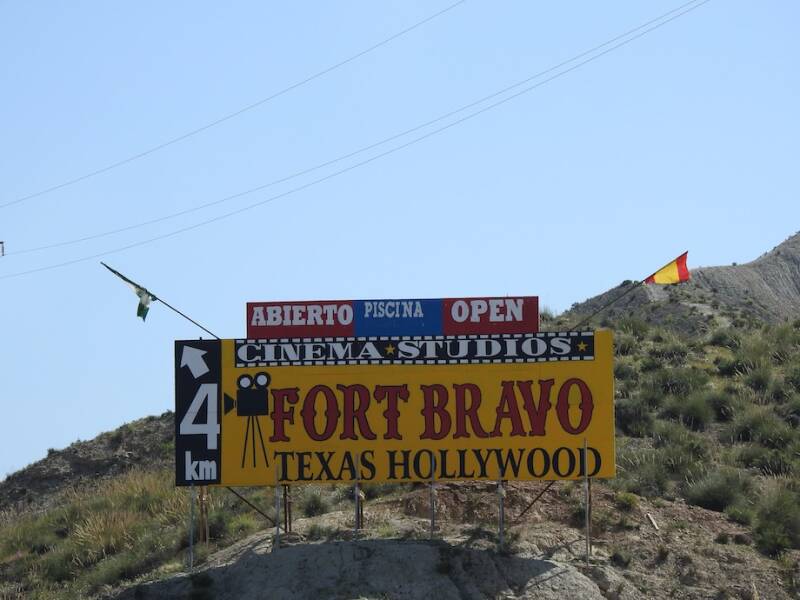 ABIERTO PISCINA OPEN
CINEMA ★ STUDIOS ★
4 km
FORT BRAVO
TEXAS HOLLYWOOD